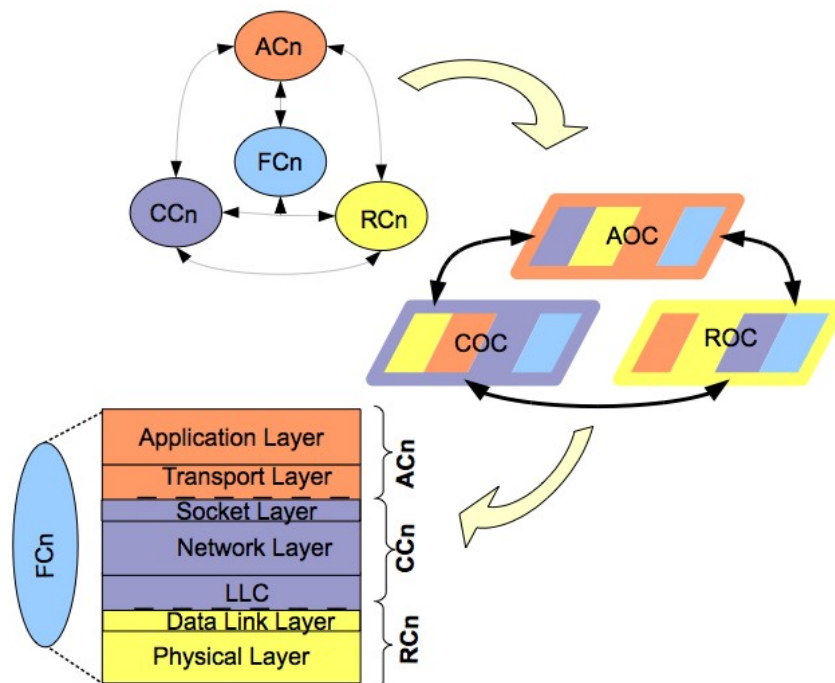 ACn
FCn
CCn
RCn
AOC
COC
ROC
Application Layer
Transport Layer
Socket Layer
Network Layer
LLC
Data Link Layer
Physical Layer
FCn
ACn
CCn
RCn